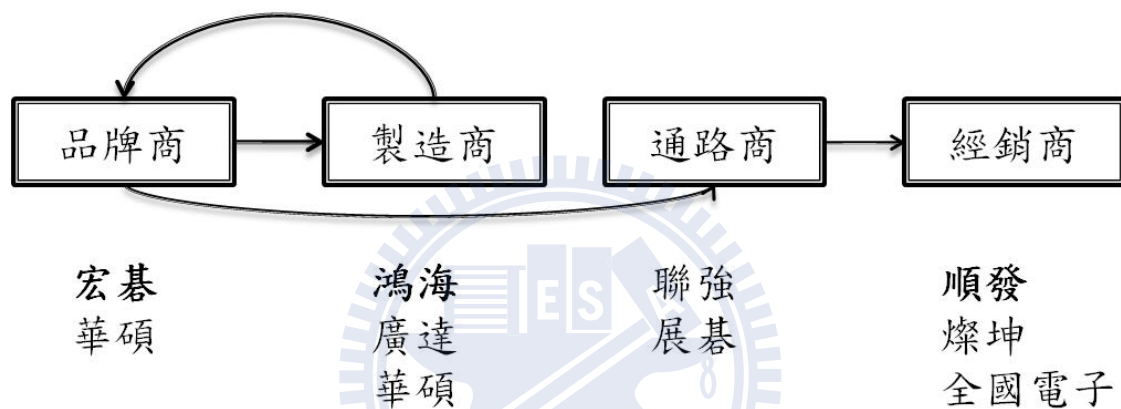 品牌商 製造商 通路商 經銷商
宏碁 鴻海 聯強 順發
華碩 廣達 展碁 燦坤
華碩 全國電子
ES